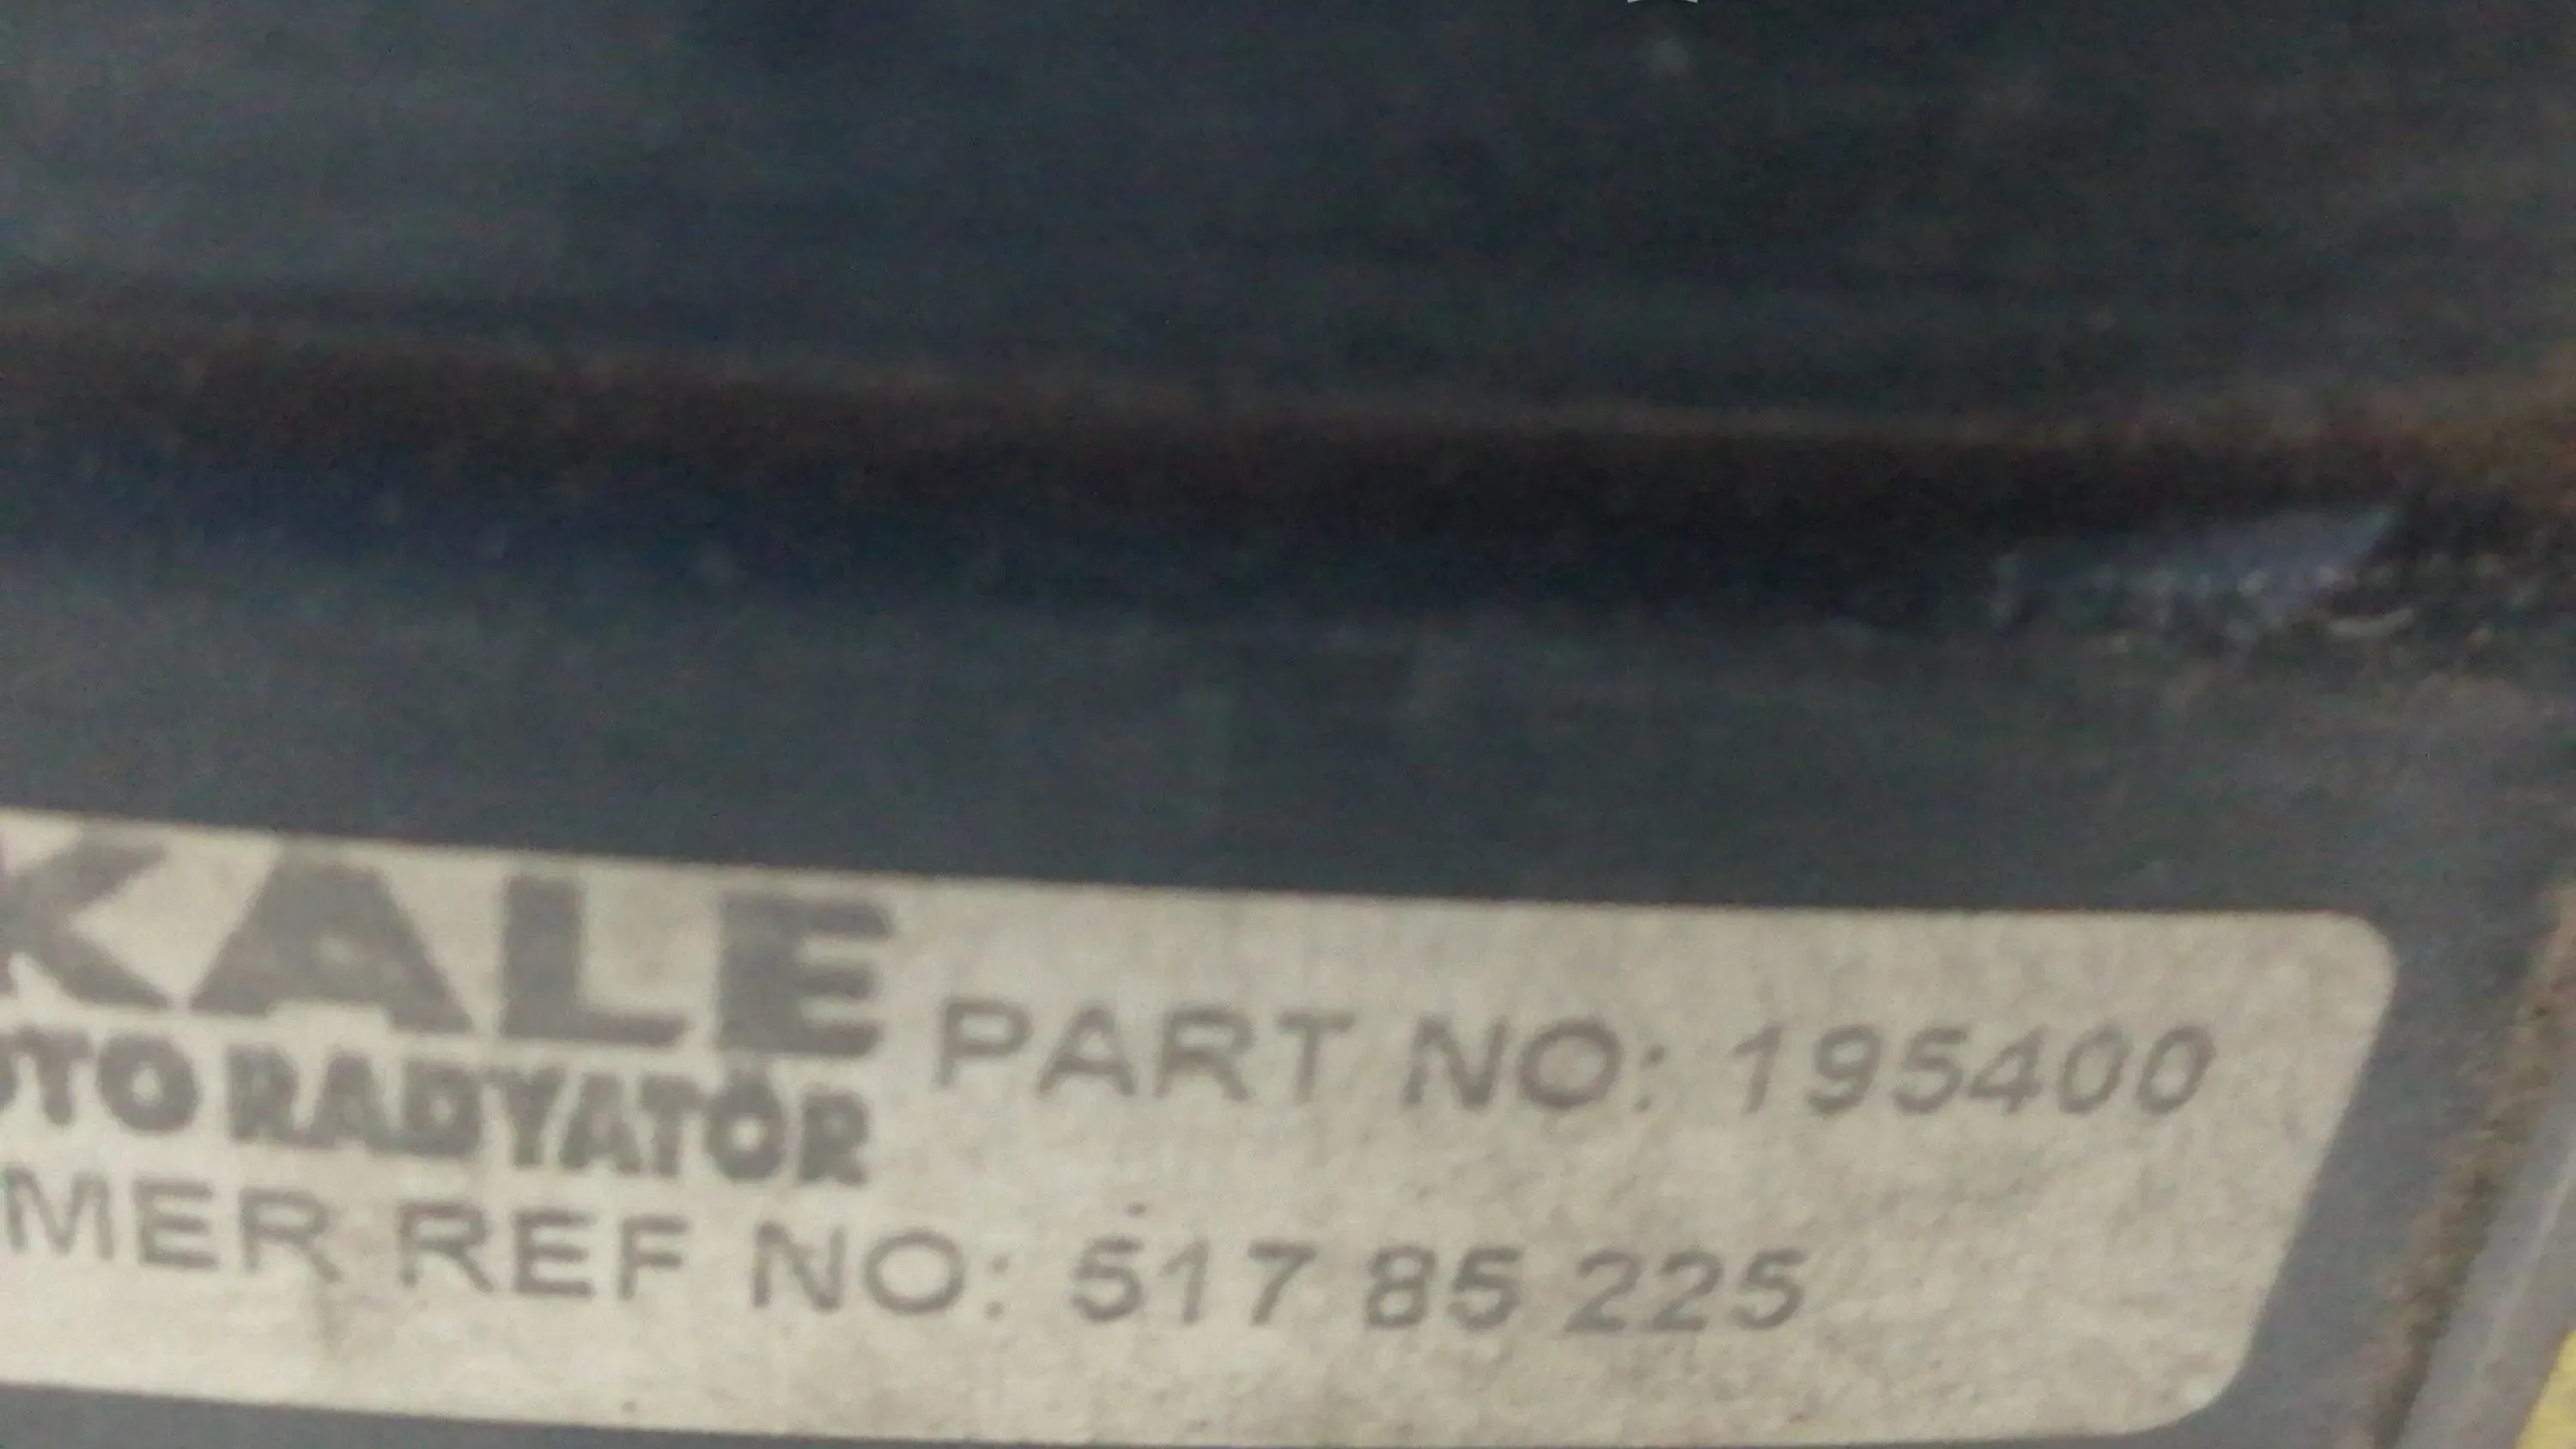 KALE
OTO RADYATÖR
PART NO: 195400
MER REF NO: 517 85 225